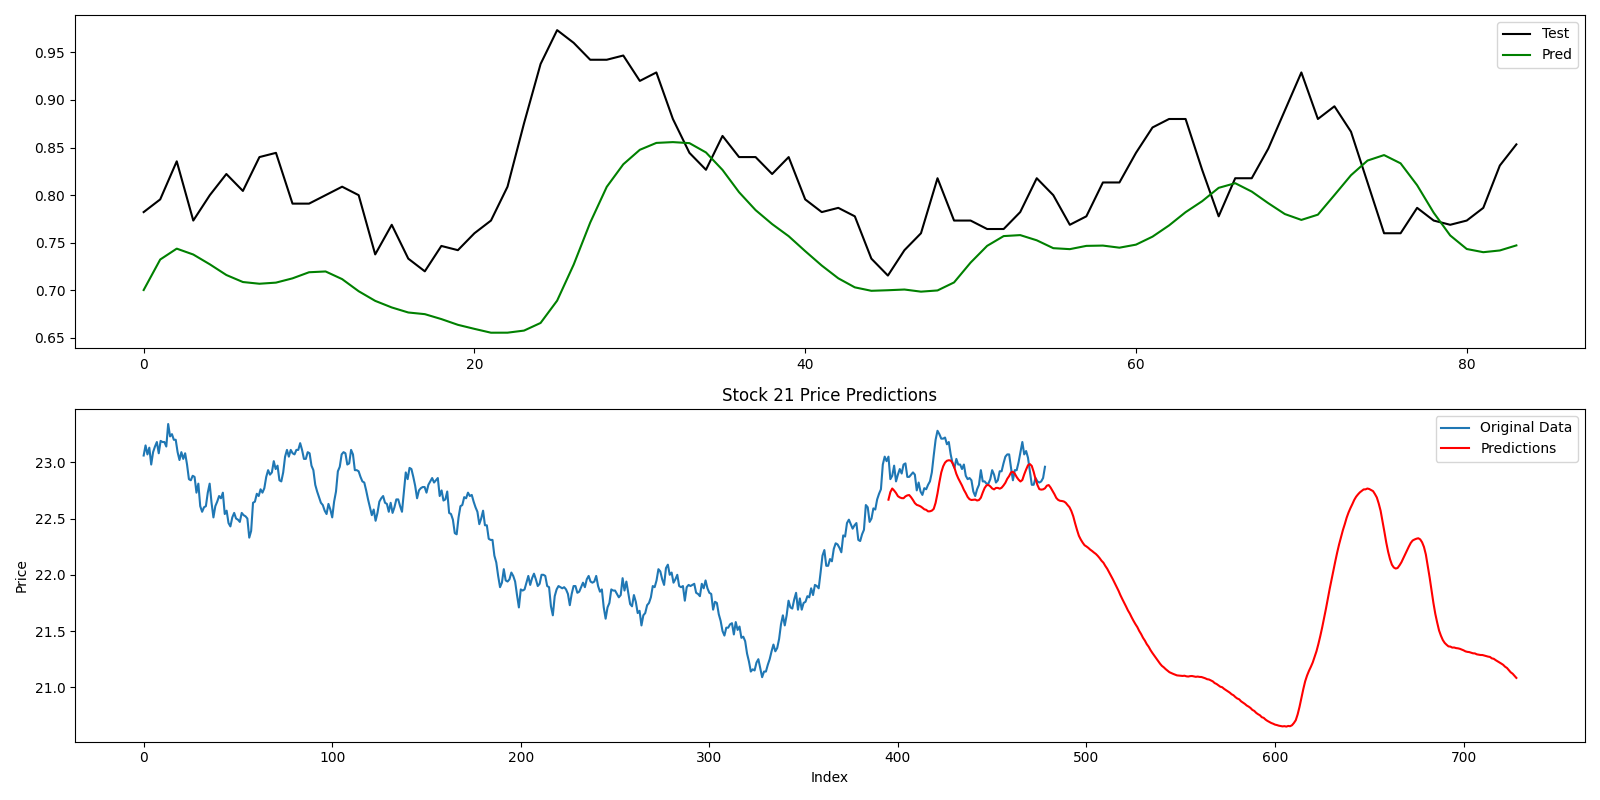 0.95
0.90
0.85
0.80
0.75
0.70
0.65
Test
Pred
0 20 40 60 80
Stock 21 Price Predictions
Price
23.0
22.5
22.0
21.5
21.0
Original Data
Predictions
0 100 200 300 400 500 600 700
Index